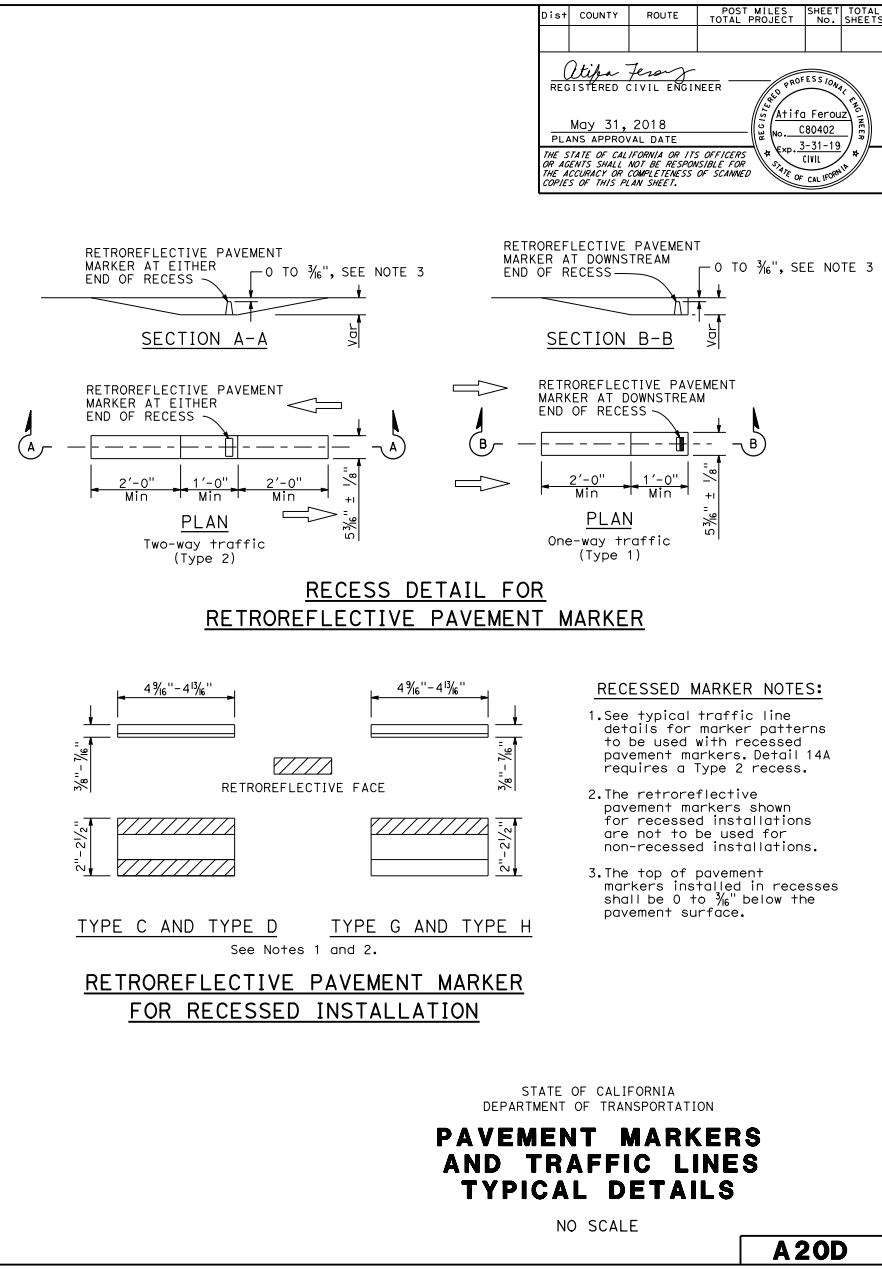 Dist COUNTY ROUTE POST MILES TOTAL PROJECT SHEET No. TOTAL SHEETS
Atifa Ferouz
REGISTERED CIVIL ENGINEER
May 31, 2018
PLANS APPROVAL DATE
THE STATE OF CALIFORNIA OR ITS OFFICERS
OR AGENTS SHALL NOT BE RESPONSIBLE FOR
THE ACCURACY OR COMPLETENESS OF SCANNED
COPIES OF THIS PLAN SHEET.
REGISTERED PROFESSIONAL ENGINEER
Atifa Ferouz
No. C80402
Exp. 3-31-19
CIVIL
STATE OF CALIFORNIA
RETROREFLECTIVE PAVEMENT
MARKER AT EITHER
END OF RECESS
0 TO 3/16", SEE NOTE 3
Var
SECTION A-A
RETROREFLECTIVE PAVEMENT
MARKER AT DOWNSTREAM
END OF RECESS
0 TO 3/16", SEE NOTE 3
Var
SECTION B-B
RETROREFLECTIVE PAVEMENT
MARKER AT EITHER
END OF RECESS
A A
2'-0" Min 1'-0" Min 2'-0" Min
5 3/16" ± 1/8"
PLAN
Two-way traffic
(Type 2)
RETROREFLECTIVE PAVEMENT
MARKER AT DOWNSTREAM
END OF RECESS
B B
2'-0" Min 1'-0" Min
5 3/16" ± 1/8"
PLAN
One-way traffic
(Type 1)
RECESS DETAIL FOR
RETROREFLECTIVE PAVEMENT MARKER
4 9/16"-4 13/16"
3/8"-7/16"
4 9/16"-4 13/16"
3/8"-7/16"
RETROREFLECTIVE FACE
2"-2 1/2"
2"-2 1/2"
TYPE C AND TYPE D
TYPE G AND TYPE H
See Notes 1 and 2.
RETROREFLECTIVE PAVEMENT MARKER
FOR RECESSED INSTALLATION
RECESSED MARKER NOTES:
1. See typical traffic line
details for marker patterns
to be used with recessed
pavement markers. Detail 14A
requires a Type 2 recess.
2. The retroreflective
pavement markers shown
for recessed installations
are not to be used for
non-recessed installations.
3. The top of pavement
markers installed in recesses
shall be 0 to 3/16" below the
pavement surface.
STATE OF CALIFORNIA
DEPARTMENT OF TRANSPORTATION
PAVEMENT MARKERS
AND TRAFFIC LINES
TYPICAL DETAILS
NO SCALE
A20D